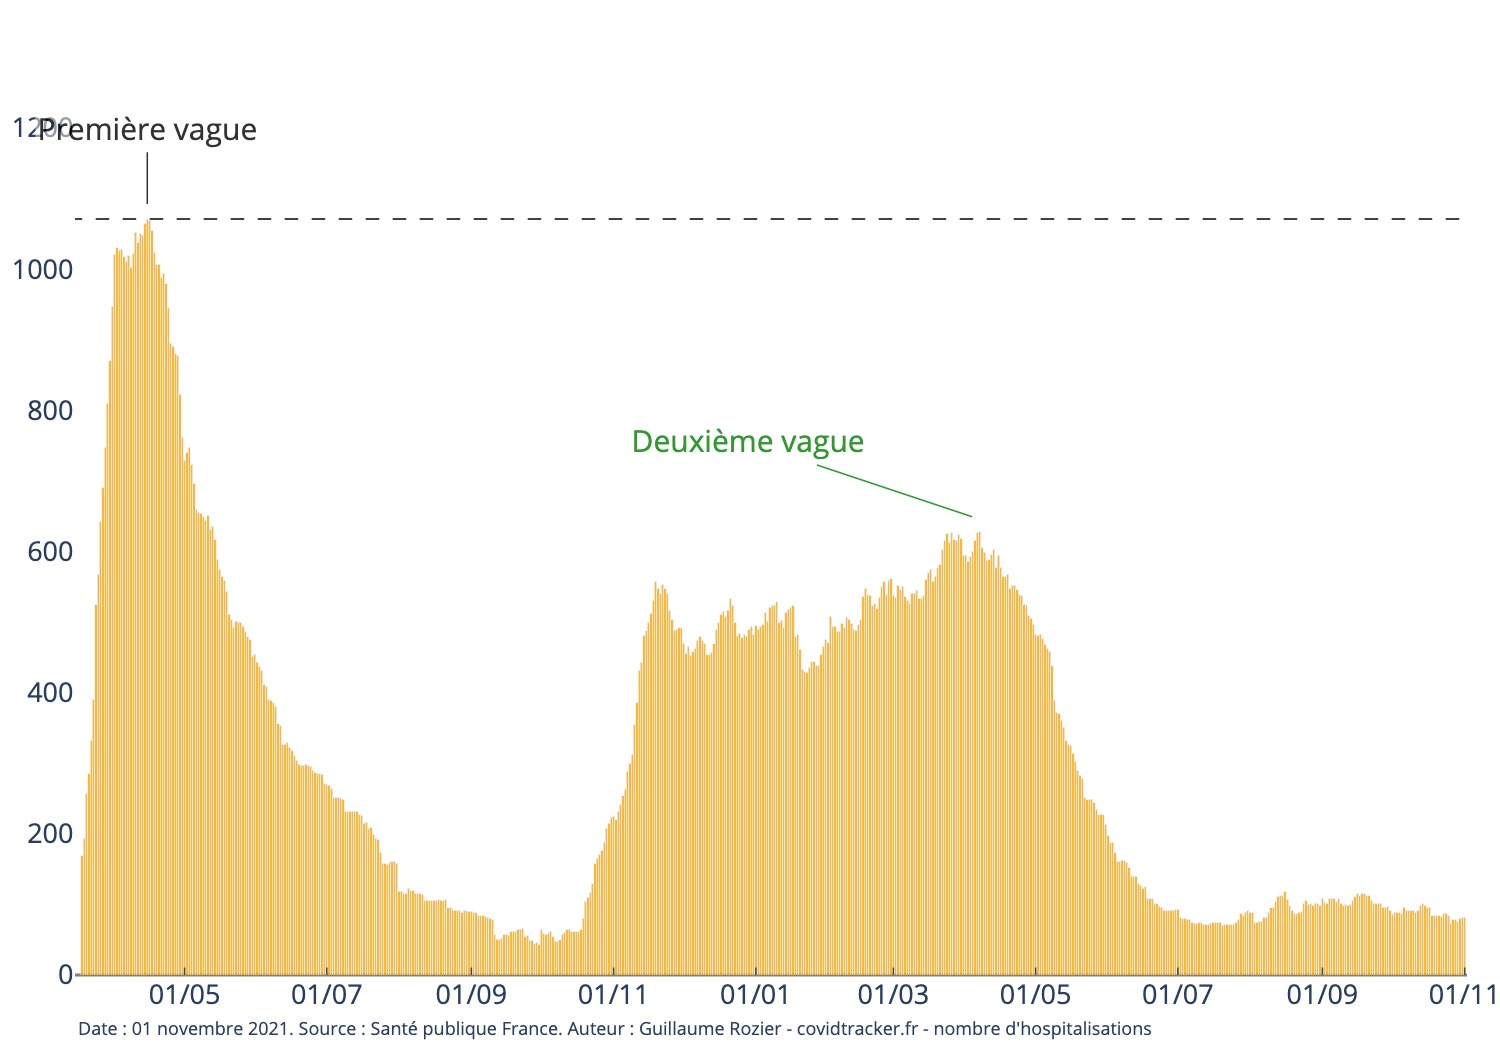 1200
Première vague
1000
800
Deuxième vague
600
400
200
0
01/05 01/07 01/09 01/11 01/01 01/03 01/05 01/07 01/09 01/11
Date : 01 novembre 2021. Source : Santé publique France. Auteur : Guillaume Rozier - covidtracker.fr - nombre d'hospitalisations